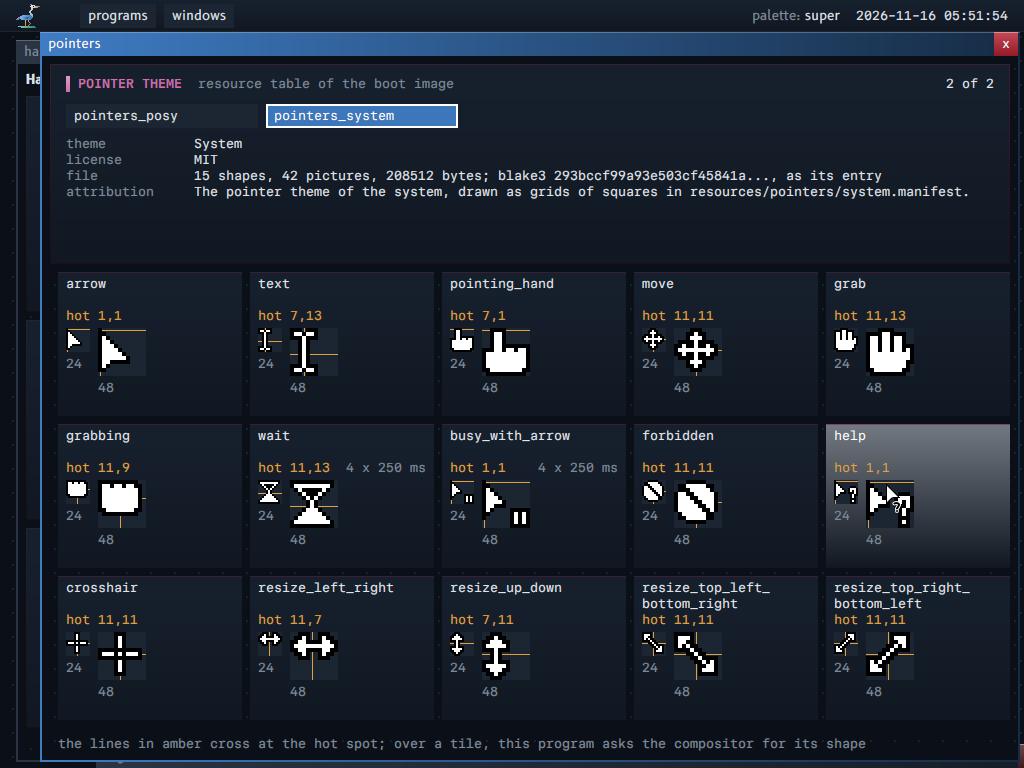 programs windows palette: super 2026-11-16 05:51:54
pointers x
Ha
POINTER THEME resource table of the boot image 2 of 2
pointers_posy pointers_system
theme System
license MIT
file 15 shapes, 42 pictures, 208512 bytes; blake3 293bccf99a93e503cf45841a..., as its entry
attribution The pointer theme of the system, drawn as grids of squares in resources/pointers/system.manifest.
arrow text pointing_hand move grab
hot 1,1 hot 7,13 hot 7,1 hot 11,11 hot 11,13
24 24 24 24 24
48 48 48 48 48
grabbing wait busy_with_arrow forbidden help
hot 11,9 hot 11,13 4 x 250 ms hot 1,1 4 x 250 ms hot 11,11 hot 1,1
24 24 24 24 24
48 48 48 48 48
crosshair resize_left_right resize_up_down resize_top_left_ resize_top_right_
bottom_right bottom_left
hot 11,11 hot 11,7 hot 7,11 hot 11,11 hot 11,11
24 24 24 24 24
48 48 48 48 48
the lines in amber cross at the hot spot; over a tile, this program asks the compositor for its shape